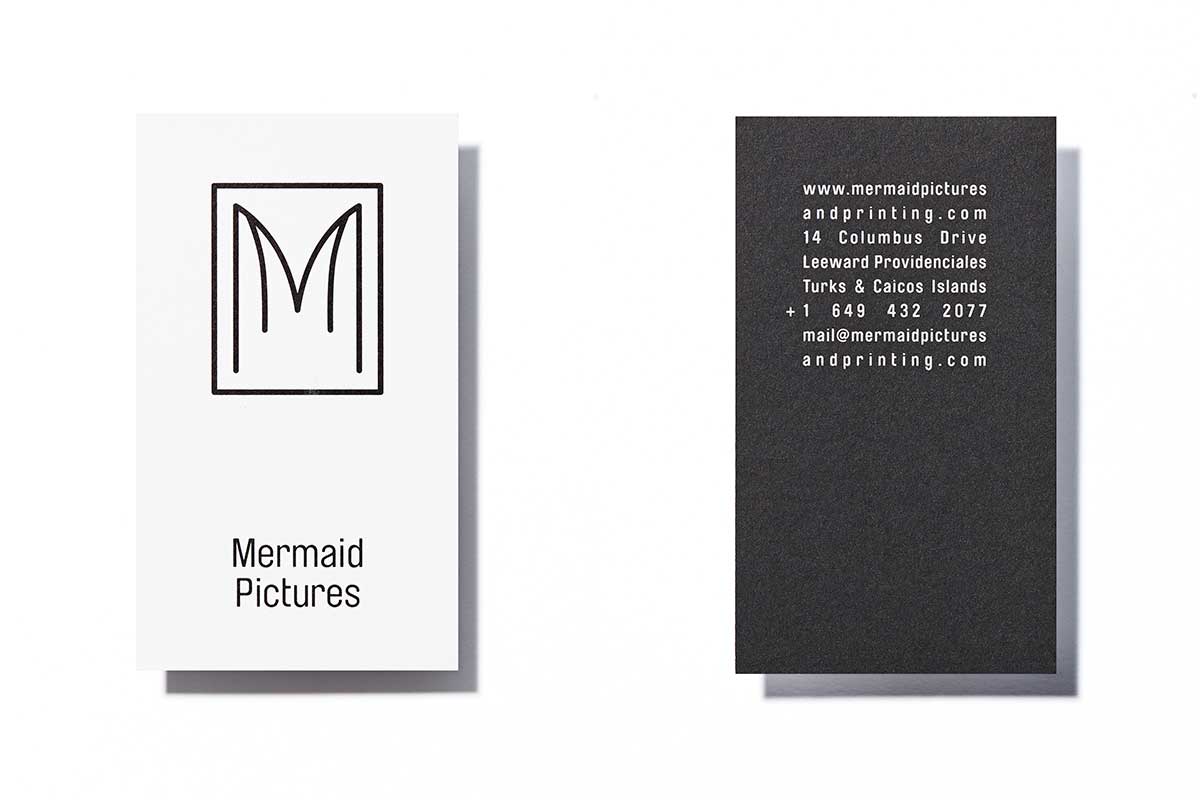 M
Mermaid
Pictures
www.mermaidpictures
andprinting.com
14 Columbus Drive
Leeward Providenciales
Turks & Caicos Islands
+1 649 432 2077
mail@mermaidpictures
andprinting.com